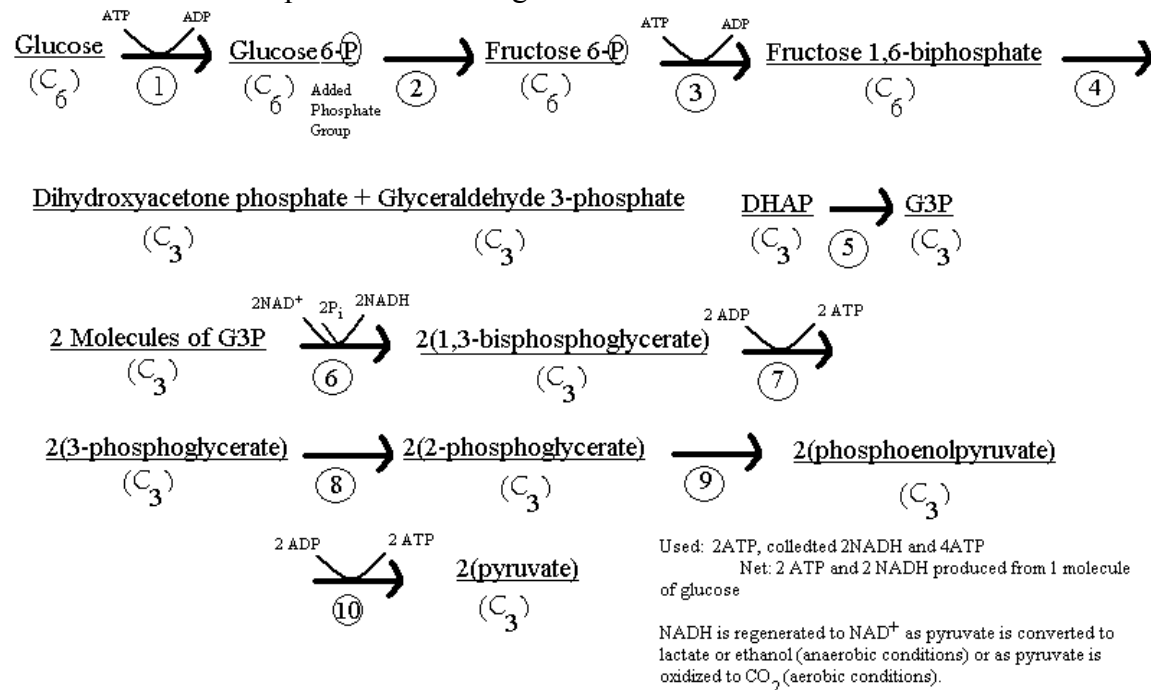 ATP ADP ATP ADP
Glucose Glucose 6-P Fructose 6-P Fructose 1,6-biphosphate
(C6) 1 (C6) Added 2 (C6) 3 (C6) 4
Phosphate
Group
Dihydroxyacetone phosphate + Glyceraldehyde 3-phosphate DHAP G3P
(C3) (C3) (C3) 5 (C3)
2NAD+ 2Pi 2NADH 2 ADP 2 ATP
2 Molecules of G3P 2(1,3-bisphosphoglycerate)
(C3) 6 (C3) 7
2(3-phosphoglycerate) 2(2-phosphoglycerate) 2(phosphoenolpyruvate)
(C3) 8 (C3) 9 (C3)
2 ADP 2 ATP
2(pyruvate)
10 (C3)
Used: 2ATP, colledted 2NADH and 4ATP
Net: 2 ATP and 2 NADH produced from 1 molecule
of glucose
NADH is regenerated to NAD+ as pyruvate is converted to
lactate or ethanol (anaerobic conditions) or as pyruvate is
oxidized to CO2 (aerobic conditions).